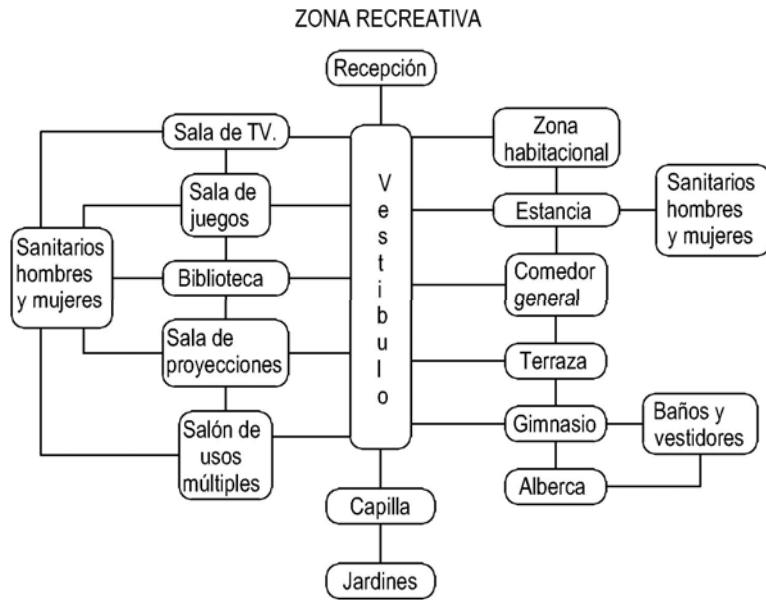 ZONA RECREATIVA
Recepción
Sala de TV.
Sala de
juegos
Sanitarios
hombres
y mujeres
Biblioteca
Sala de
proyecciones
Salón de
usos
múltiples
Vestibulo
Zona
habitacional
Estancia
Sanitarios
hombres
y mujeres
Comedor
general
Terraza
Gimnasio
Baños y
vestidores
Alberca
Capilla
Jardines